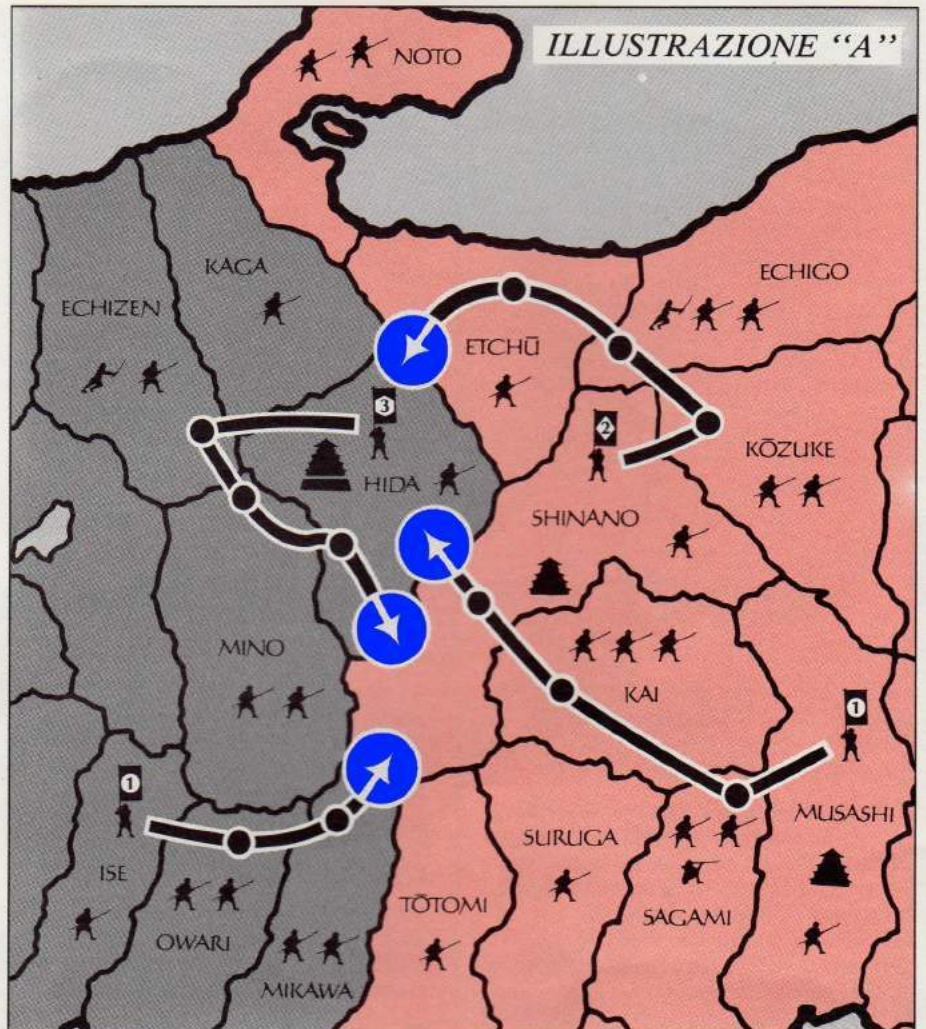 ILLUSTRAZIONE “A”
NOTO
KAGA
ECHIZEN
ECHIGO
ETCHŪ
3
2
HIDA
KŌZUKE
SHINANO
MINO
KAI
1
1
MUSASHI
SURUGA
ISE
TŌTOMI
SAGAMI
OWARI
MIKAWA